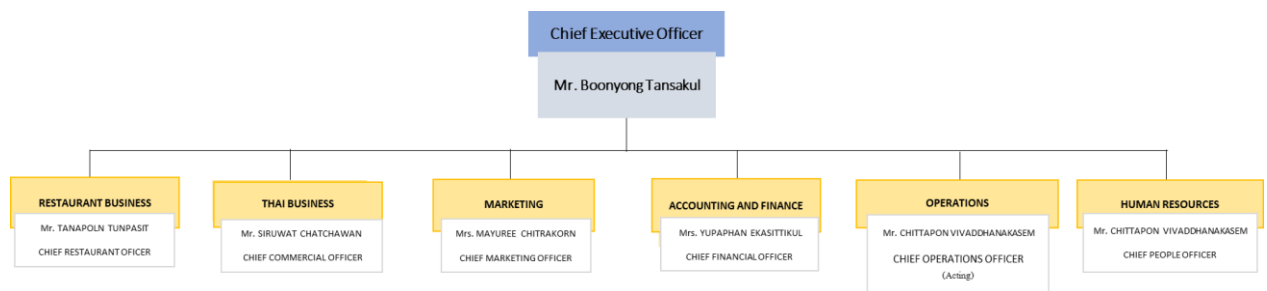 Chief Executive Officer
Mr. Boonyong Tansakul
RESTAURANT BUSINESS
Mr. TANAPOLN TUNPASIT
CHIEF RESTAURANT OFICER
THAI BUSINESS
Mr. SIRUWAT CHATCHAWAN
CHIEF COMMERCIAL OFFICER
MARKETING
Mrs. MAYUREE CHITRAKORN
CHIEF MARKETING OFFICER
ACCOUNTING AND FINANCE
Mrs. YUPAPHAN EKASITTIKUL
CHIEF FINANCIAL OFFICER
OPERATIONS
Mr. CHITTAPON VIVADDHANAKASEM
CHIEF OPERATIONS OFFICER
(Acting)
HUMAN RESOURCES
Mr. CHITTAPON VIVADDHANAKASEM
CHIEF PEOPLE OFFICER